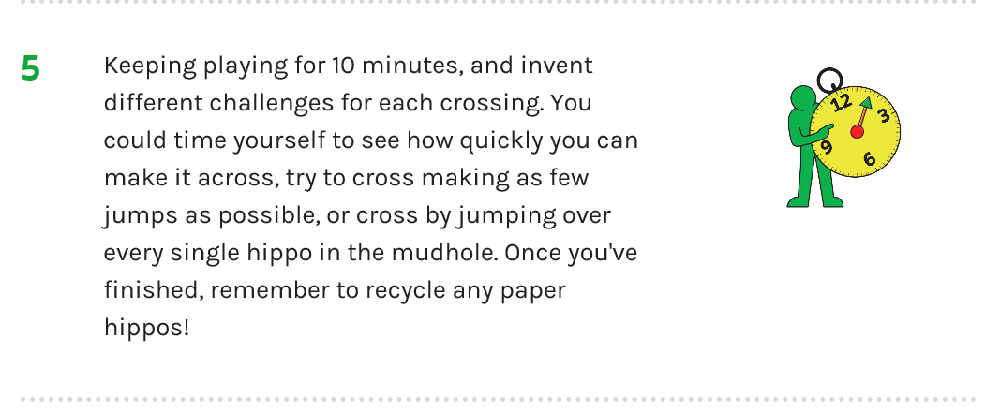 5
Keeping playing for 10 minutes, and invent
different challenges for each crossing. You
could time yourself to see how quickly you can
make it across, try to cross making as few
jumps as possible, or cross by jumping over
every single hippo in the mudhole. Once you've
finished, remember to recycle any paper
hippos!
12
3
9
6